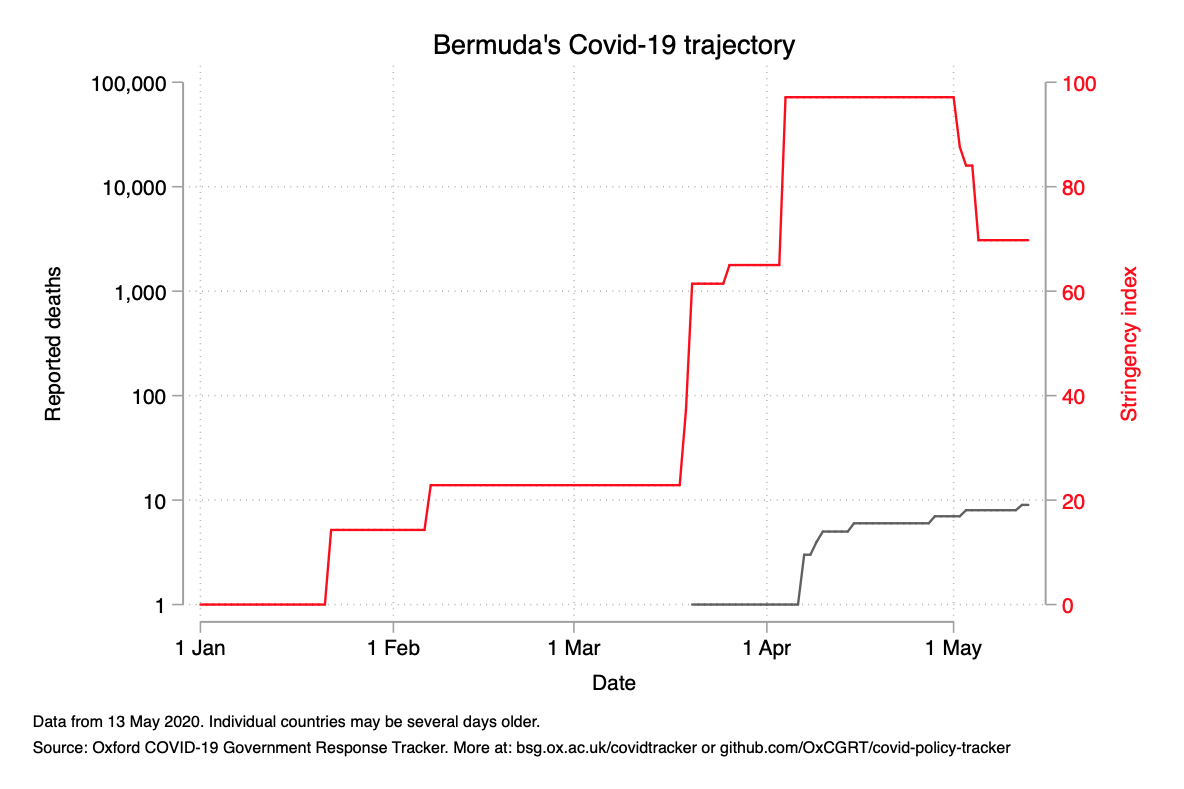 Bermuda's Covid-19 trajectory
100,000
10,000
1,000
100
10
1
Reported deaths
100
80
60
40
20
0
Stringency index
1 Jan
1 Feb
1 Mar
1 Apr
1 May
Date
Data from 13 May 2020. Individual countries may be several days older.
Source: Oxford COVID-19 Government Response Tracker. More at: bsg.ox.ac.uk/covidtracker or github.com/OxCGRT/covid-policy-tracker